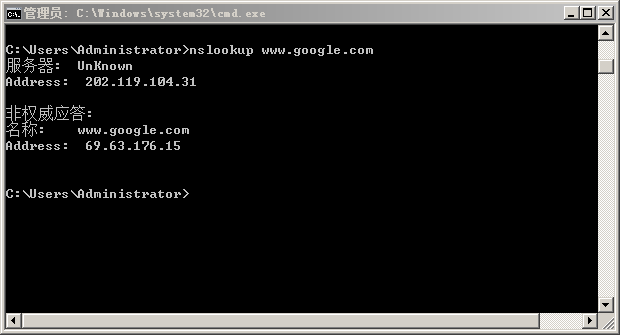 管理员: C:\Windows\system32\cmd.exe
C:\Users\Administrator>nslookup www.google.com
服务器:  UnKnown
Address:  202.119.104.31
非权威应答:
名称:    www.google.com
Address:  69.63.176.15
C:\Users\Administrator>